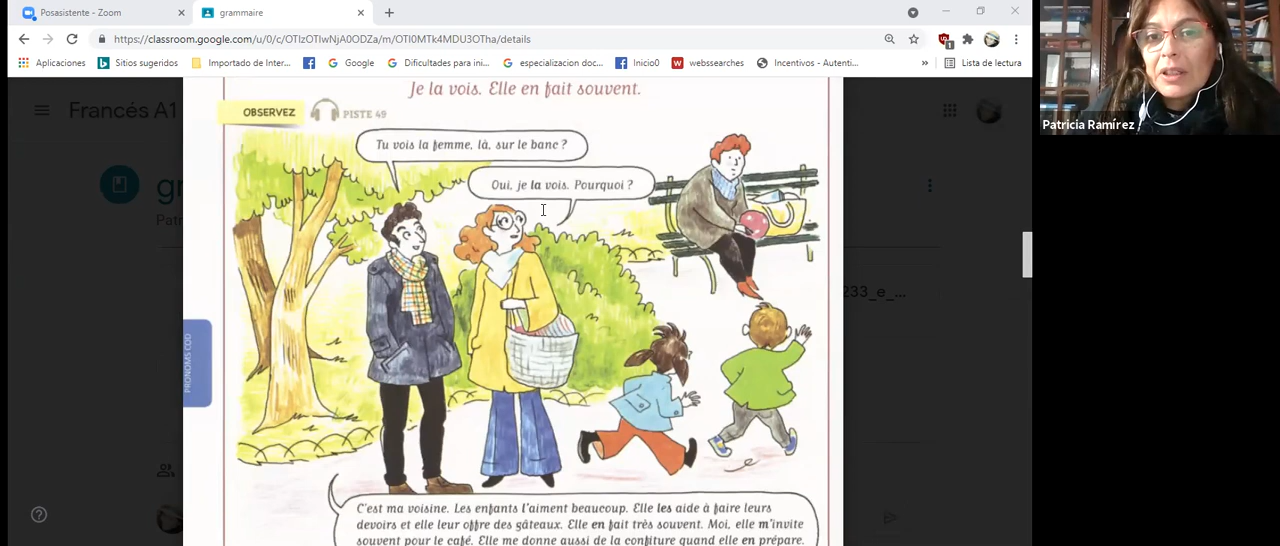 Posasistente - Zoom
grammaire
https://classroom.google.com/u/0/c/OTIzOTIwNjA0ODZa/m/OTI0MTk4MDU3OTha/details
Aplicaciones
Sitios sugeridos
Importado de Inter...
Google
Dificultades para ini...
especializacion doc...
Inicio0
webssearches
Incentivos - Autenti...
»
Lista de lectura
Francés A1
Je la vois. Elle en fait souvent.
OBSERVEZ
PISTE 49
Tu vois la femme, là, sur le banc ?
Oui, je la vois. Pourquoi ?
gr
Pat
233_e_...
PRONOMS COD
C'est ma voisine. Les enfants l'aiment beaucoup. Elle les aide à faire leurs
devoirs et elle leur offre des gâteaux. Elle en fait très souvent. Moi, elle m'invite
souvent pour le café. Elle me donne aussi de la confiture quand elle en prépare.
Patricia Ramírez